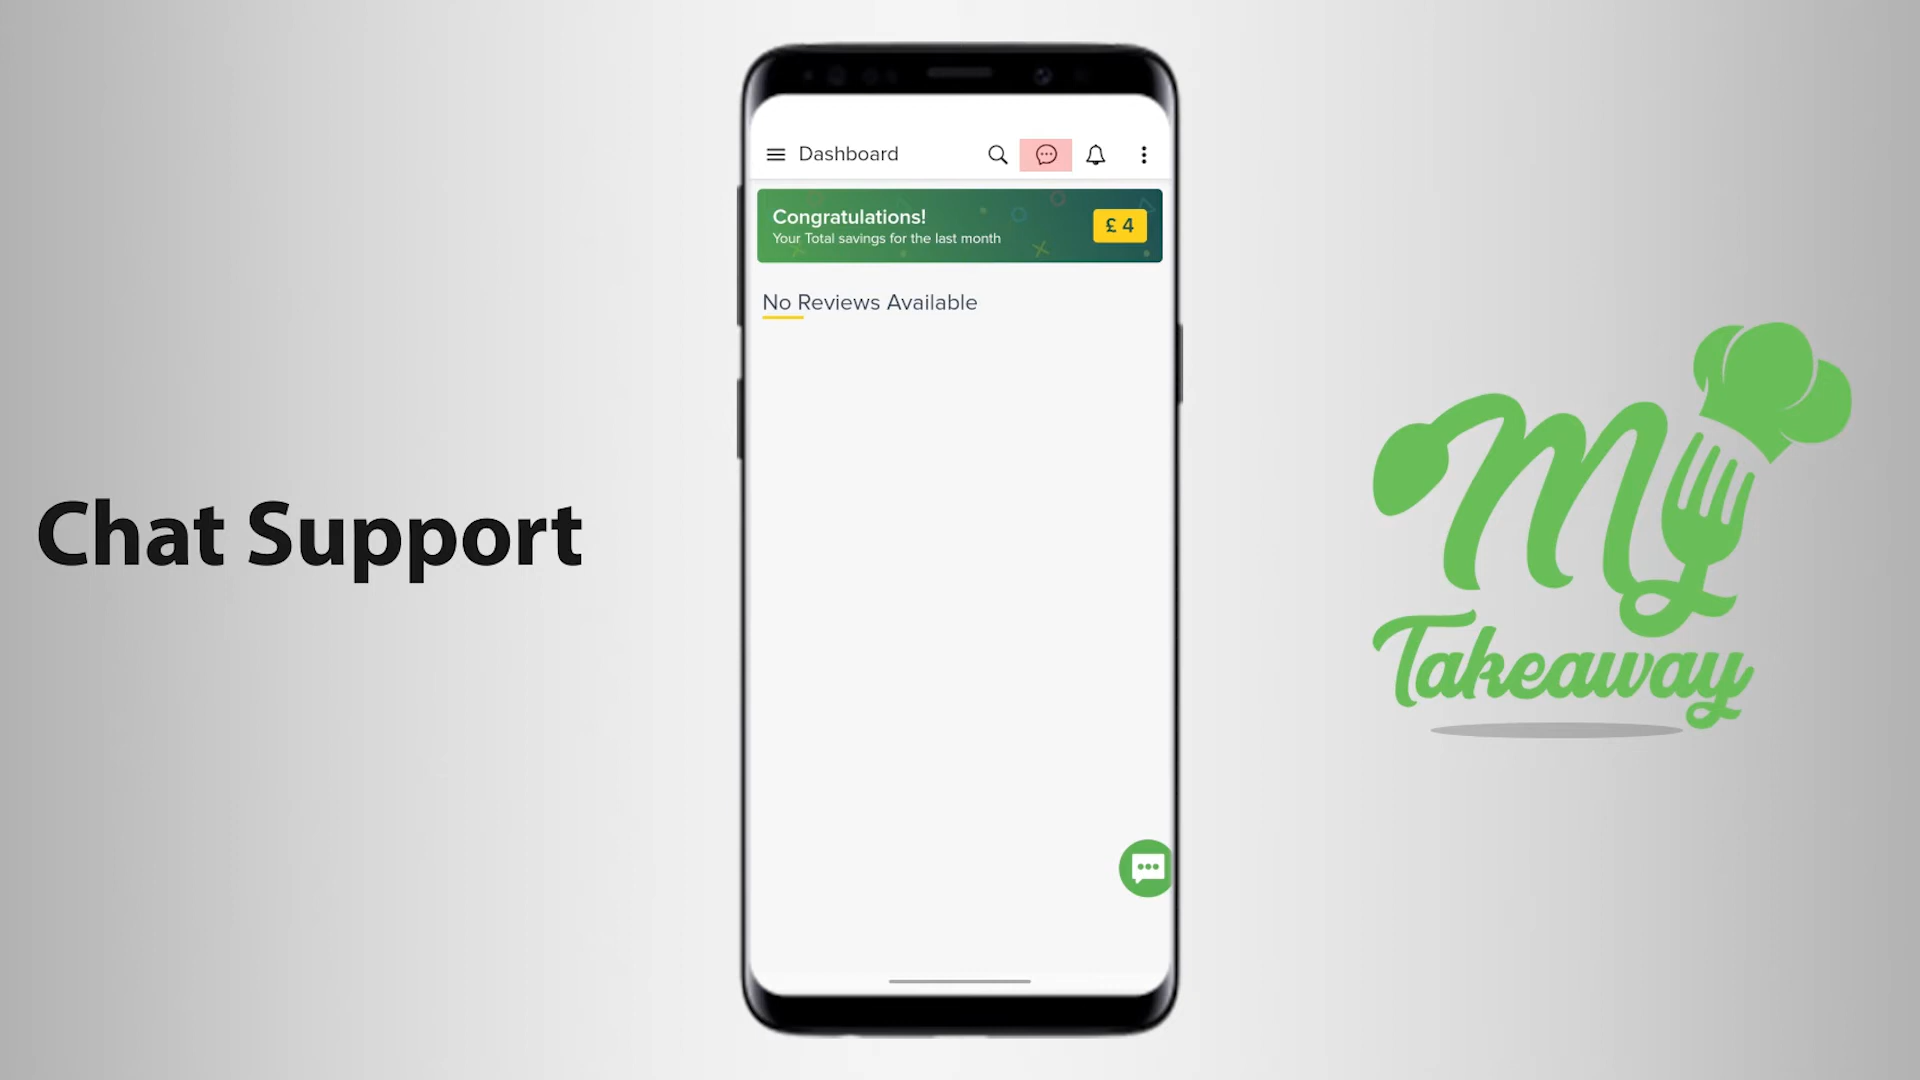 Chat Support
Dashboard
Congratulations!
Your Total savings for the last month
£ 4
No Reviews Available
My
Takeaway